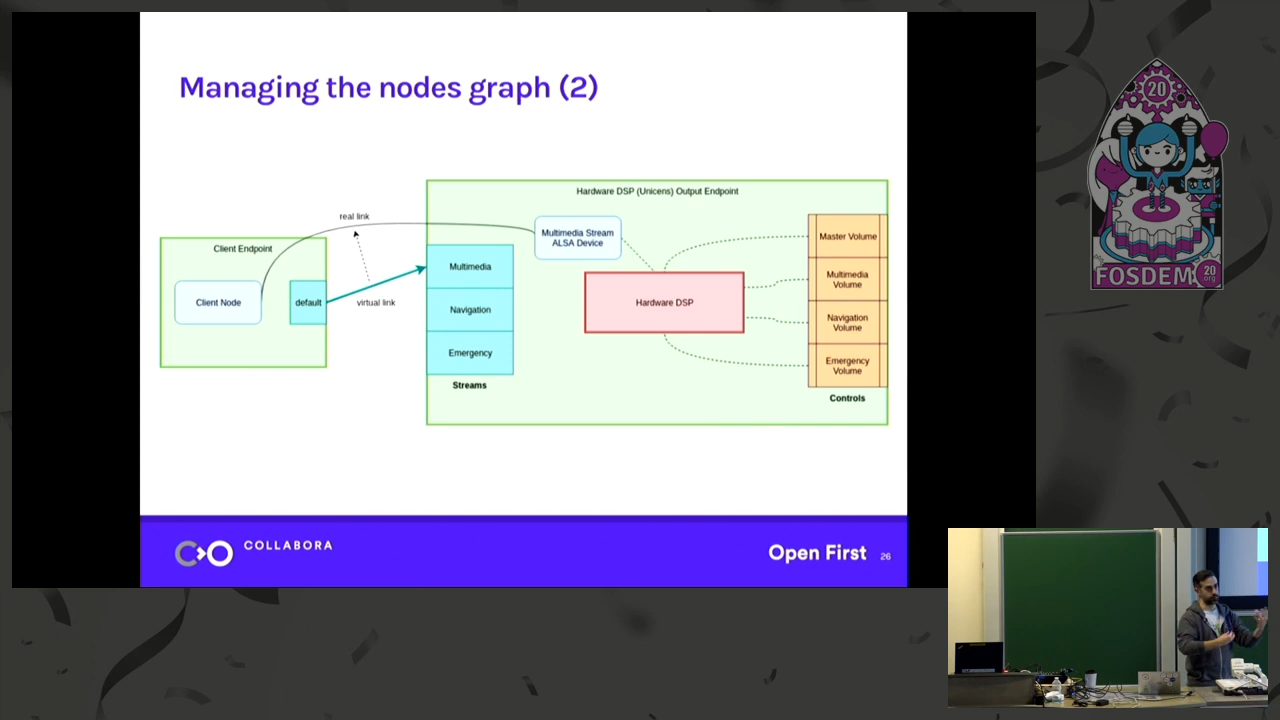 Managing the nodes graph (2)
Hardware DSP (Unicens) Output Endpoint
real link
Client Endpoint
Multimedia Stream
ALSA Device
Master Volume
Multimedia
Client Node
default
virtual link
Navigation
Hardware DSP
Multimedia
Volume
Navigation
Volume
Emergency
Emergency
Volume
Streams
Controls
COLLABORA
Open First
26
20
FOSDEM
20
.org